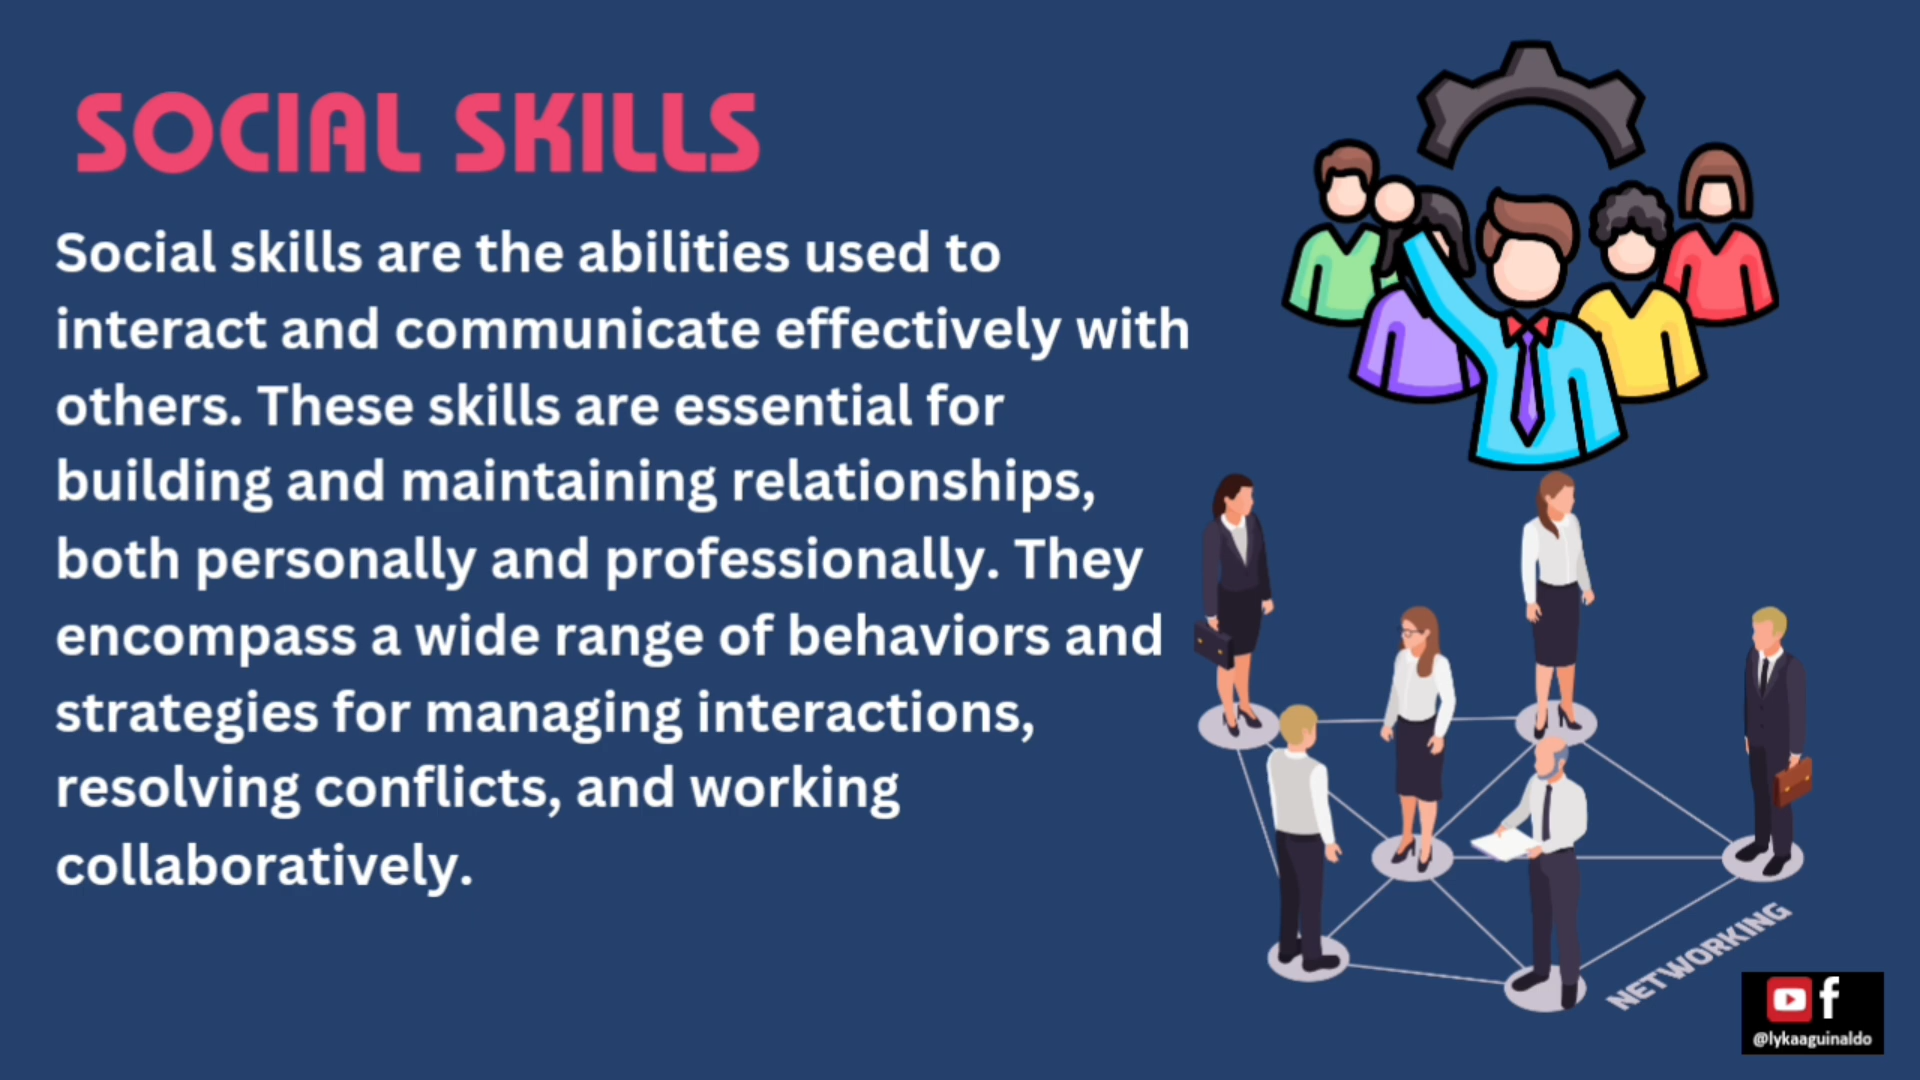 SOCIAL SKILLS
Social skills are the abilities used to
interact and communicate effectively with
others. These skills are essential for
building and maintaining relationships,
both personally and professionally. They
encompass a wide range of behaviors and
strategies for managing interactions,
resolving conflicts, and working
collaboratively.
NETWORKING
f
@lykaaguinaldo